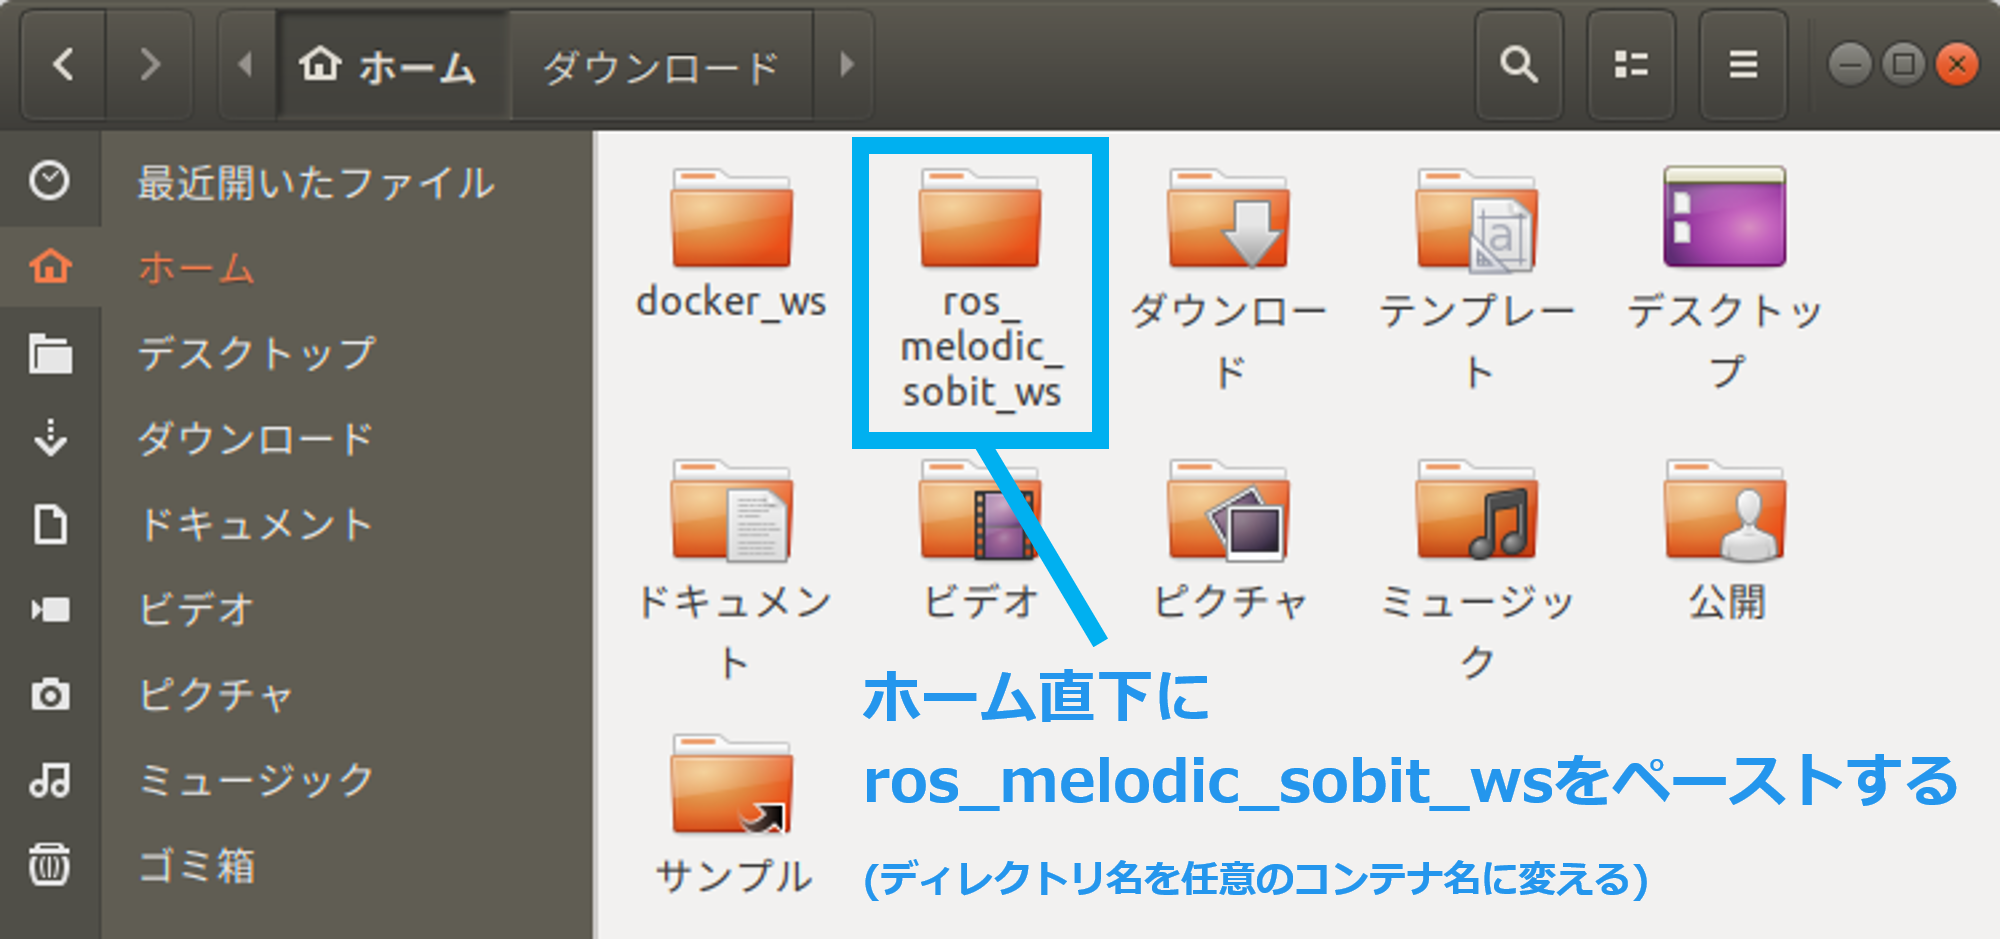 ホーム ダウンロード
最近開いたファイル
ホーム
デスクトップ
ダウンロード
ドキュメント
ビデオ
ピクチャ
ミュージック
ゴミ箱
docker_ws
ros_
melodic_
sobit_ws
ダウンロー
ド
テンプレー
ト
デスクトッ
プ
ドキュメン
ト
ビデオ
ピクチャ
ミュージッ
ク
公開
サンプル
ホーム直下に
ros_melodic_sobit_wsをペーストする
(ディレクトリ名を任意のコンテナ名に変える)